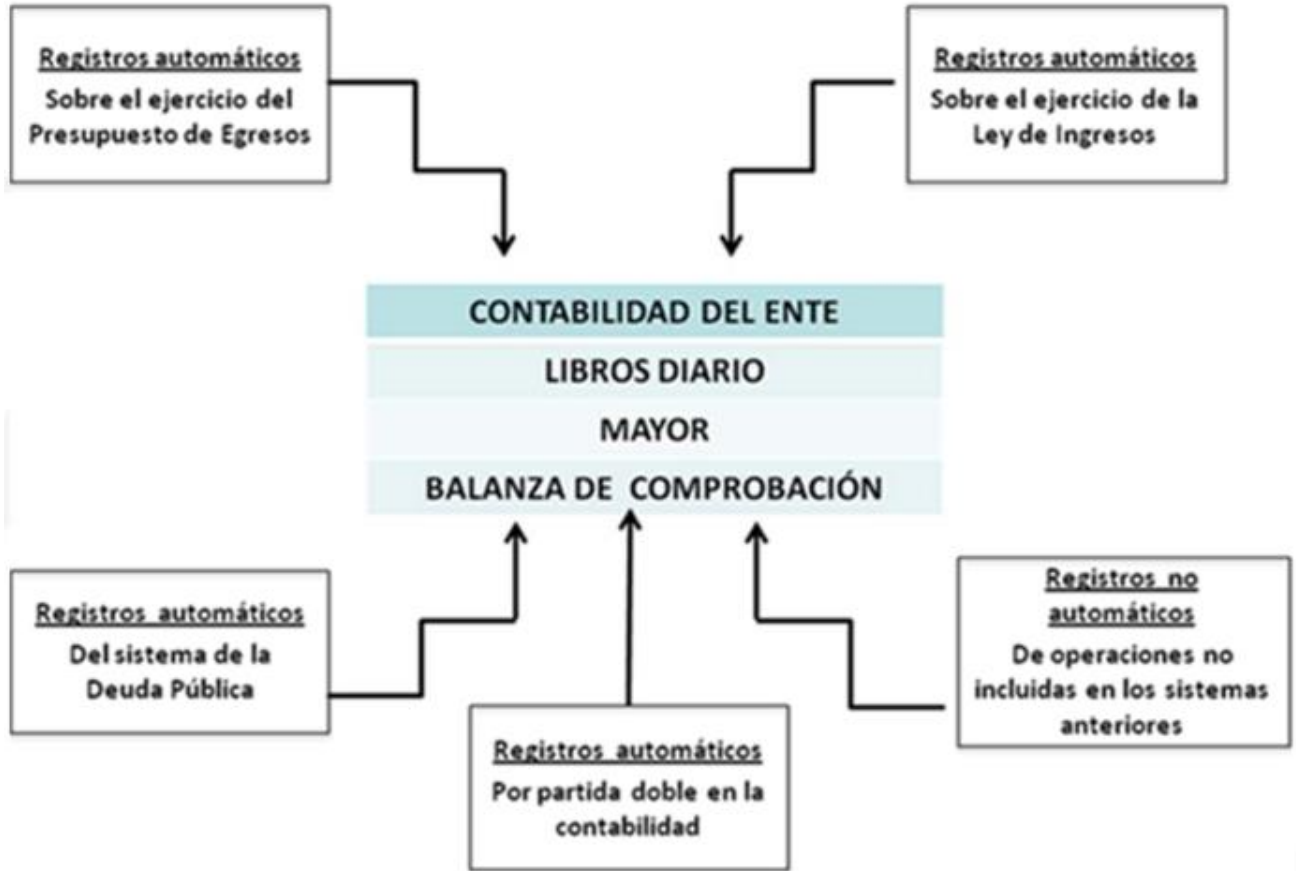 Registros automáticos
Sobre el ejercicio del
Presupuesto de Egresos
Registros automáticos
Sobre el ejercicio de la
Ley de Ingresos
CONTABILIDAD DEL ENTE
LIBROS DIARIO
MAYOR
BALANZA DE COMPROBACIÓN
Registros automáticos
Del sistema de la
Deuda Pública
Registros automáticos
Por partida doble en la
contabilidad
Registros no
automáticos
De operaciones no
incluidas en los sistemas
anteriores